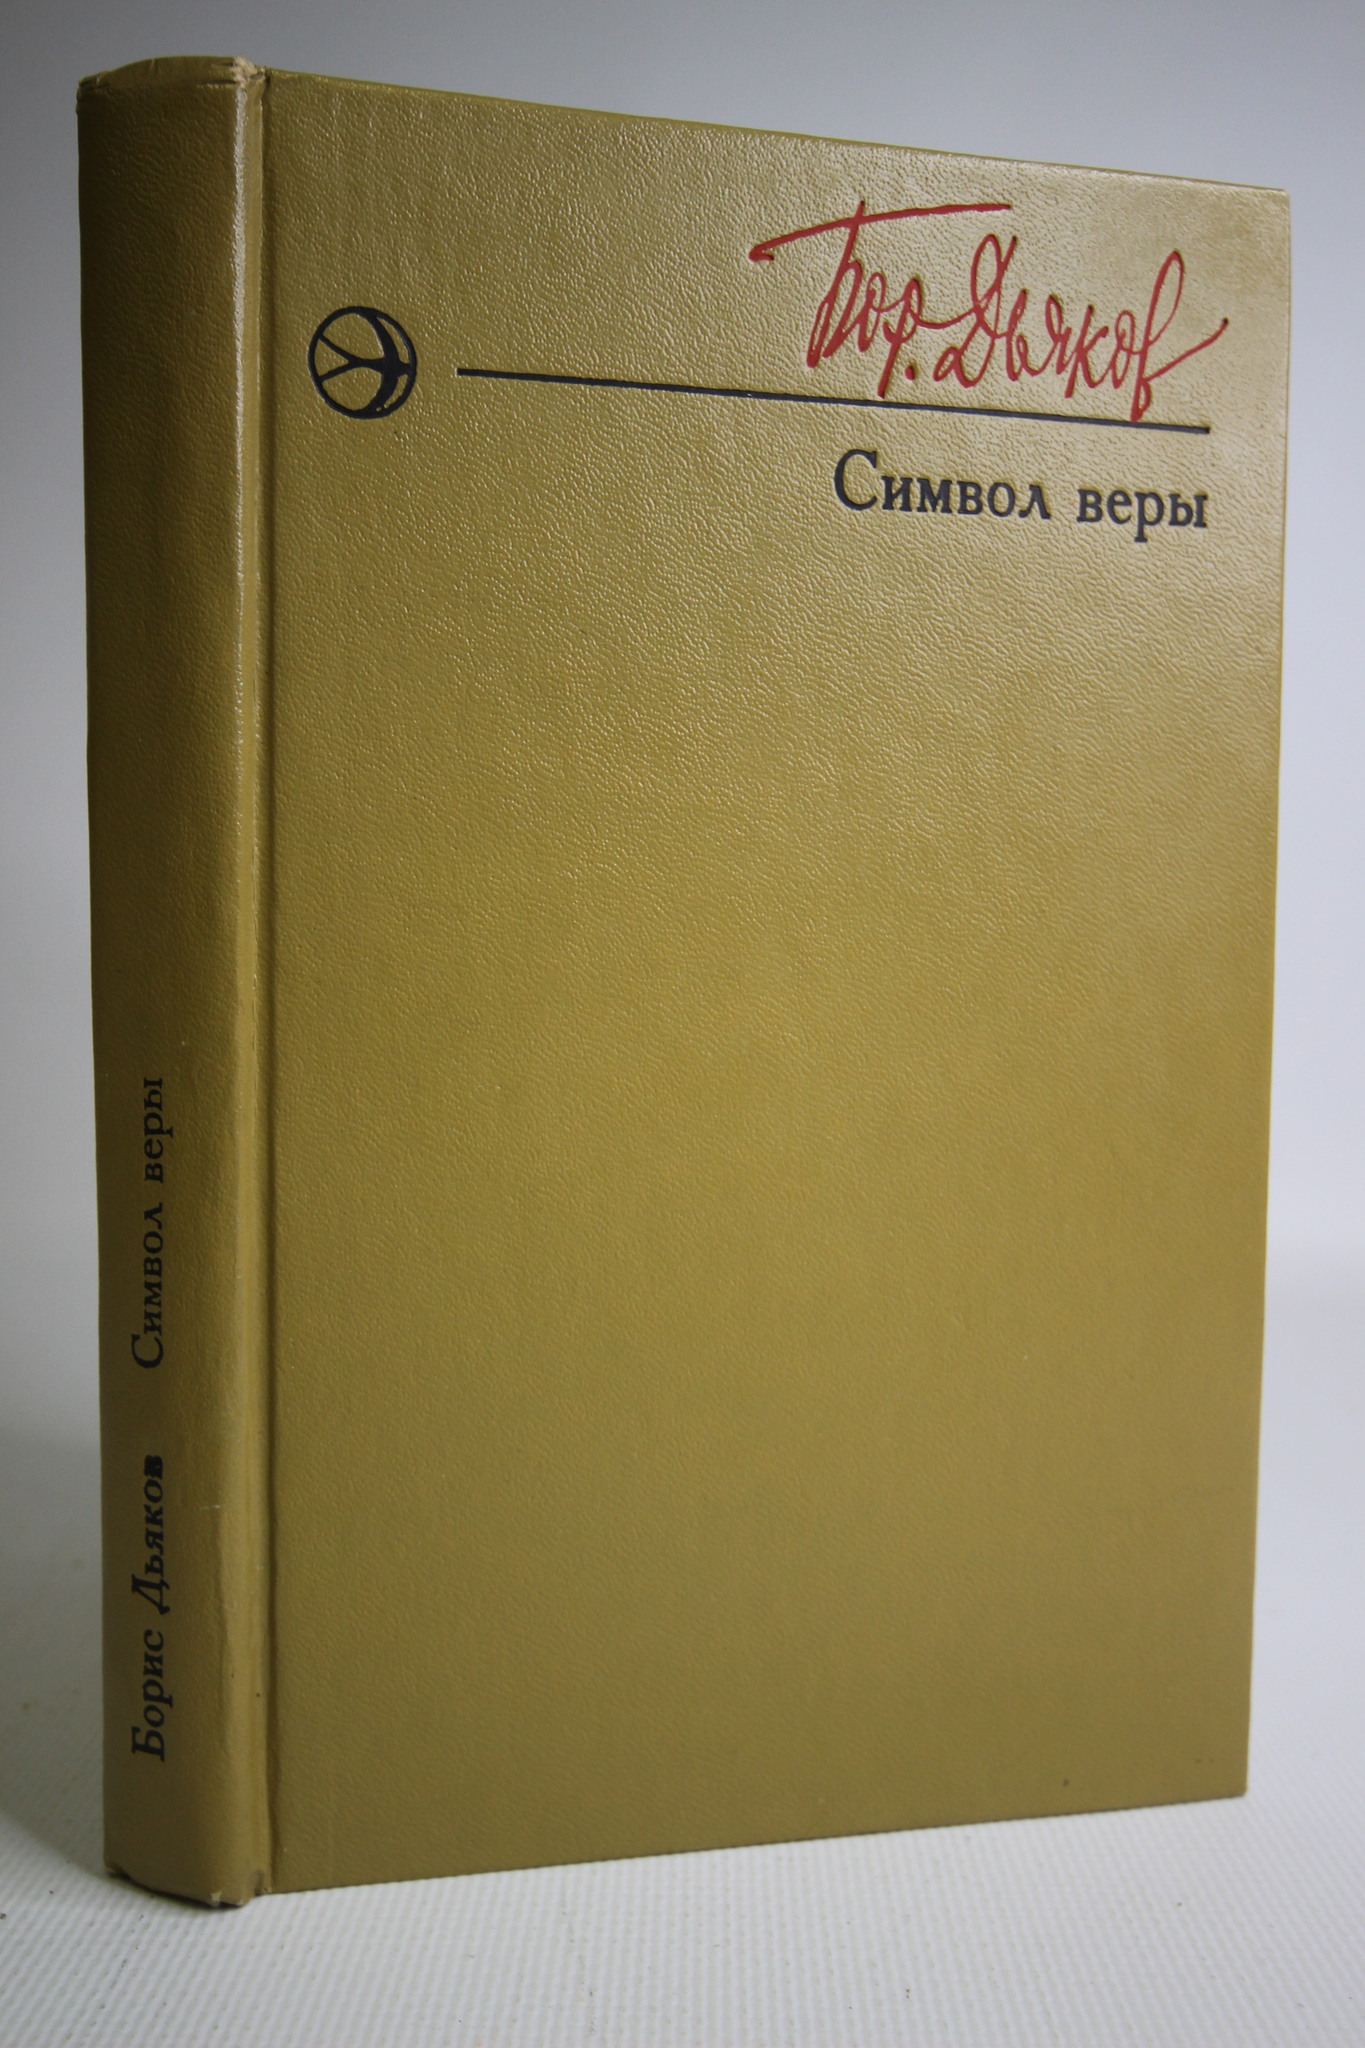 Бор. Дьяков
Символ веры
Борис Дьяков Символ веры